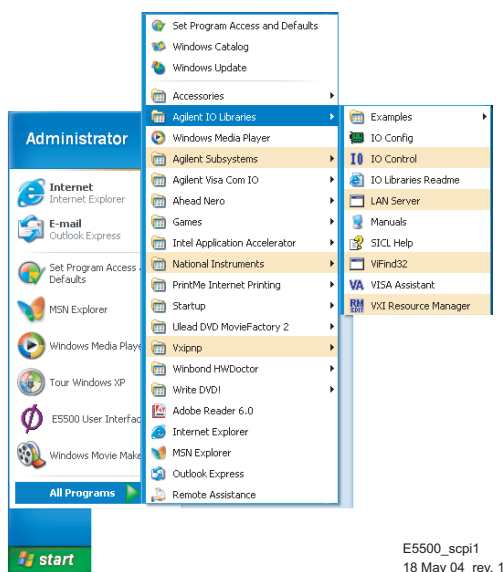 Set Program Access and Defaults
Windows Catalog
Windows Update
Accessories
Agilent IO Libraries
Windows Media Player
Agilent Subsystems
Agilent Visa Com IO
Ahead Nero
Games
Intel Application Accelerator
National Instruments
PrintMe Internet Printing
Startup
Ulead DVD MovieFactory 2
Vxipnp
Winbond HWDoctor
Write DVD!
Adobe Reader 6.0
Internet Explorer
MSN Explorer
Outlook Express
Remote Assistance
Examples
IO Config
IO Control
IO Libraries Readme
LAN Server
Manuals
SICL Help
ViFind32
VISA Assistant
VXI Resource Manager
Administrator
Internet
Internet Explorer
E-mail
Outlook Express
Set Program Access
Defaults
MSN Explorer
Windows Media Playe
Tour Windows XP
E5500 User Interfac
Windows Movie Make
All Programs
start
E5500_scpi1
18 May 04 rev. 1